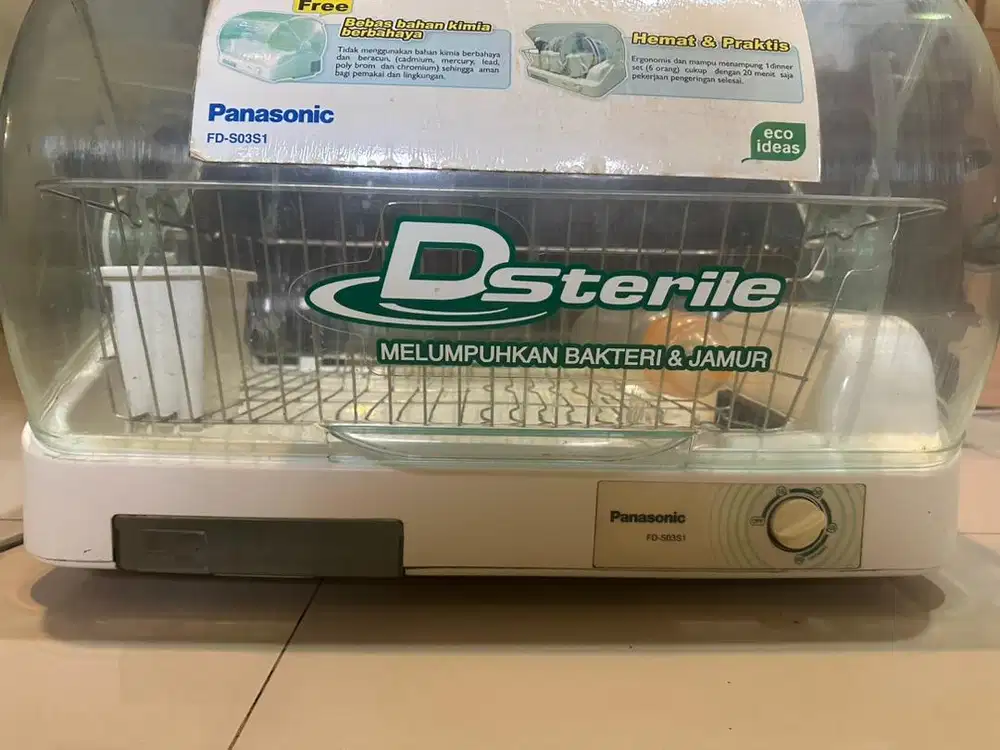 Free
Bebas bahan kimia
berbahaya
Tidak menggunakan bahan kimia berbahaya
dan beracun, (cadmium, mercury, lead,
poly brom dan chromium) sehingga aman
bagi pemakai dan lingkungan.
Hemat & Praktis
Ergonomis dan mampu menampung 1 dinner
set (6 orang) cukup dengan 20 menit saja
pekerjaan pengeringan selesai.
Panasonic
FD-S03S1
eco
ideas
Dsterile
MELUMPUHKAN BAKTERI & JAMUR
Panasonic
FD-S03S1
OFF